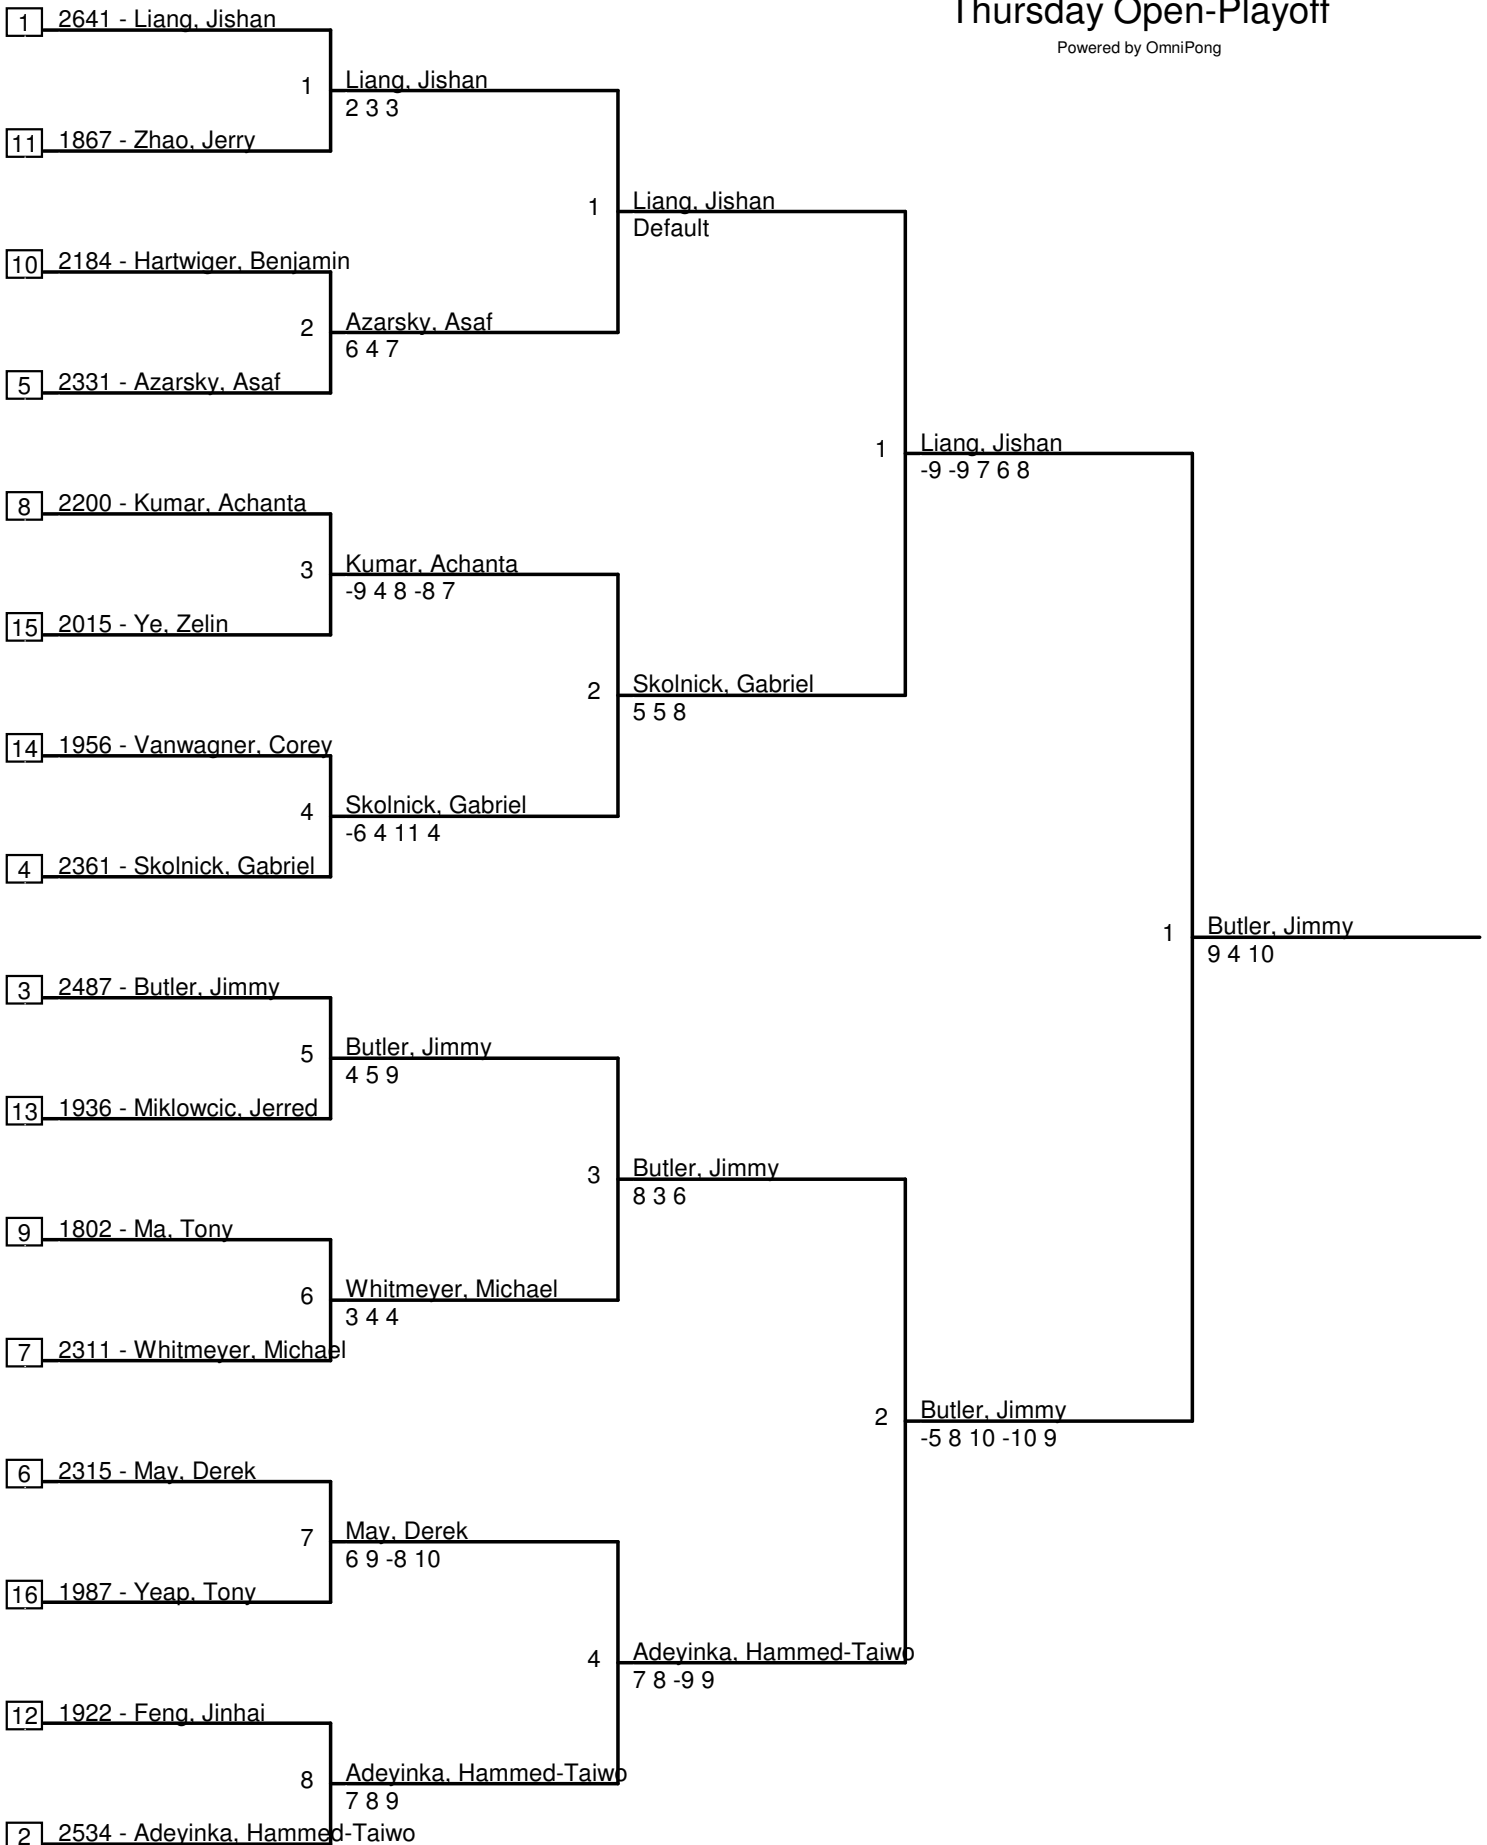 Thursday Open-Playoff
Powered by OmniPong
1 2641 - Liang, Jishan
1 Liang, Jishan
2 3 3
11 1867 - Zhao, Jerry
1 Liang, Jishan
Default
10 2184 - Hartwiger, Benjamin
2 Azarsky, Asaf
6 4 7
5 2331 - Azarsky, Asaf
1 Liang, Jishan
-9 -9 7 6 8
8 2200 - Kumar, Achanta
3 Kumar, Achanta
-9 4 8 -8 7
15 2015 - Ye, Zelin
2 Skolnick, Gabriel
5 5 8
14 1956 - Vanwagner, Corey
4 Skolnick, Gabriel
-6 4 11 4
4 2361 - Skolnick, Gabriel
1 Butler, Jimmy
9 4 10
3 2487 - Butler, Jimmy
5 Butler, Jimmy
4 5 9
13 1936 - Miklowcic, Jerred
3 Butler, Jimmy
8 3 6
9 1802 - Ma, Tony
6 Whitmeyer, Michael
3 4 4
7 2311 - Whitmeyer, Michael
2 Butler, Jimmy
-5 8 10 -10 9
6 2315 - May, Derek
7 May, Derek
6 9 -8 10
16 1987 - Yeap, Tony
4 Adeyinka, Hammed-Taiwo
7 8 -9 9
12 1922 - Feng, Jinhai
8 Adeyinka, Hammed-Taiwo
7 8 9
2 2534 - Adeyinka, Hammed-Taiwo